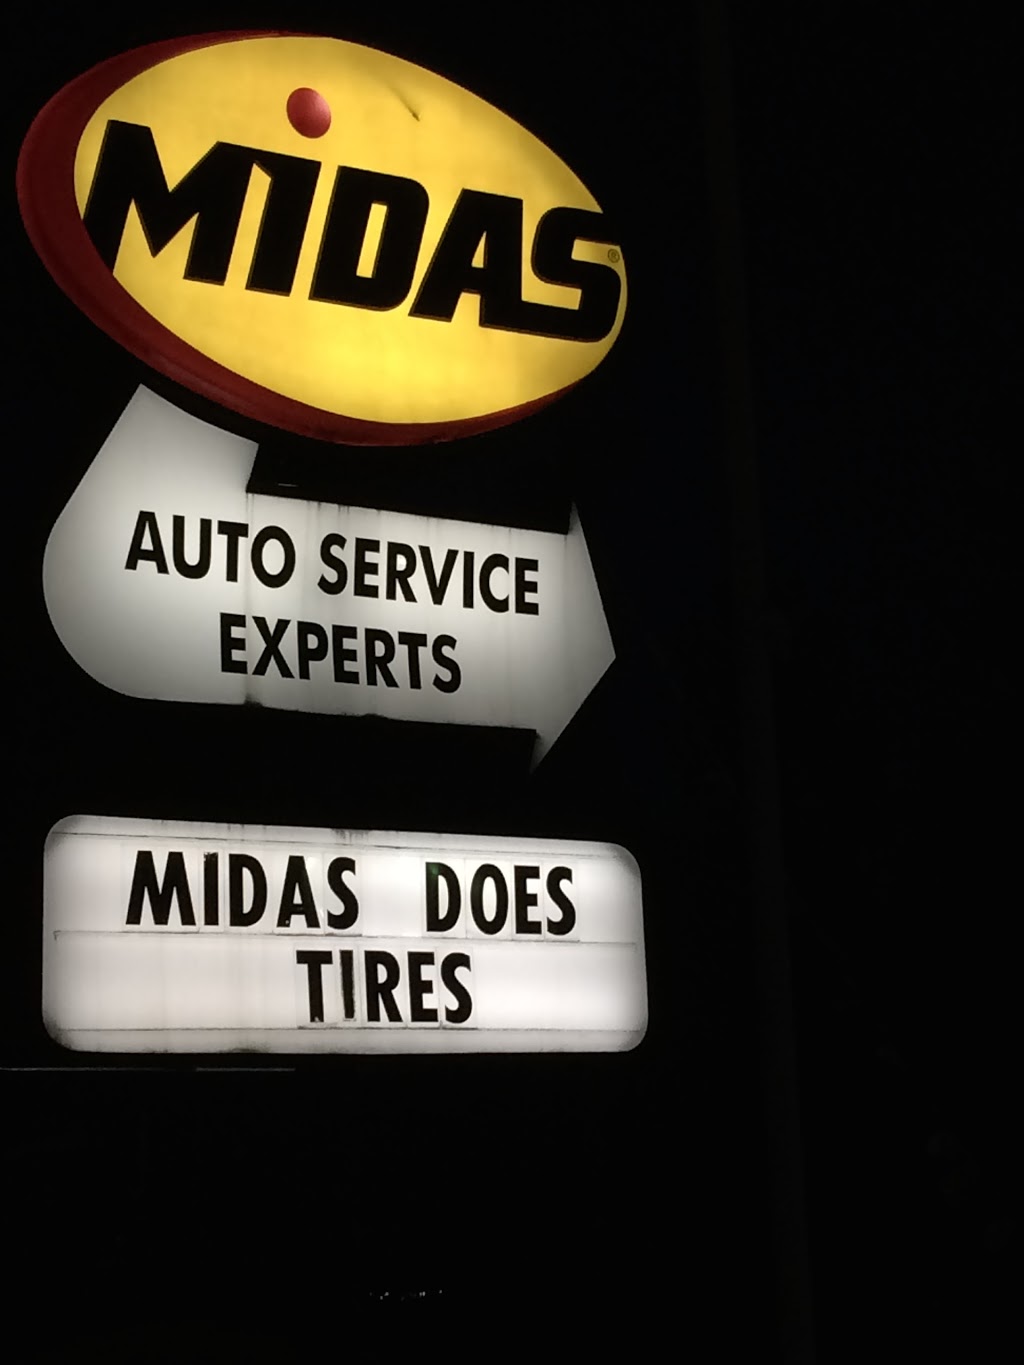 MIDAS®
AUTO SERVICE
EXPERTS
MIDAS DOES
TIRES